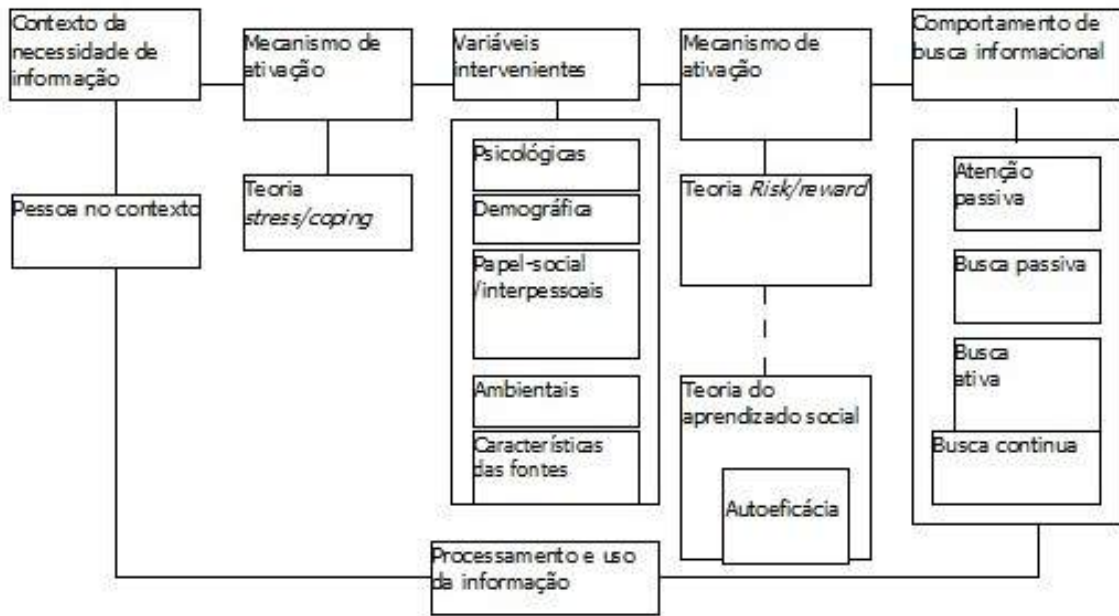 Contexto da
necessidade de
informação
Mecanismo de
ativação
Variáveis
intervenientes
Mecanismo de
ativação
Comportamento de
busca informacional
Pessoa no contexto
Teoria
stress/coping
Psicológicas
Demográfica
Papel-social
/interpessoais
Ambientais
Características
das fontes
Teoria Risk/reward
Teoria do
aprendizado social
Autoeficácia
Atenção
passiva
Busca passiva
Busca
ativa
Busca continua
Processamento e uso
da informação